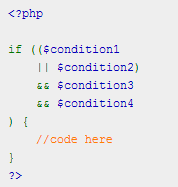 <?php
if (($condition1
    || $condition2)
    && $condition3
    && $condition4
) {
    //code here
}
?>